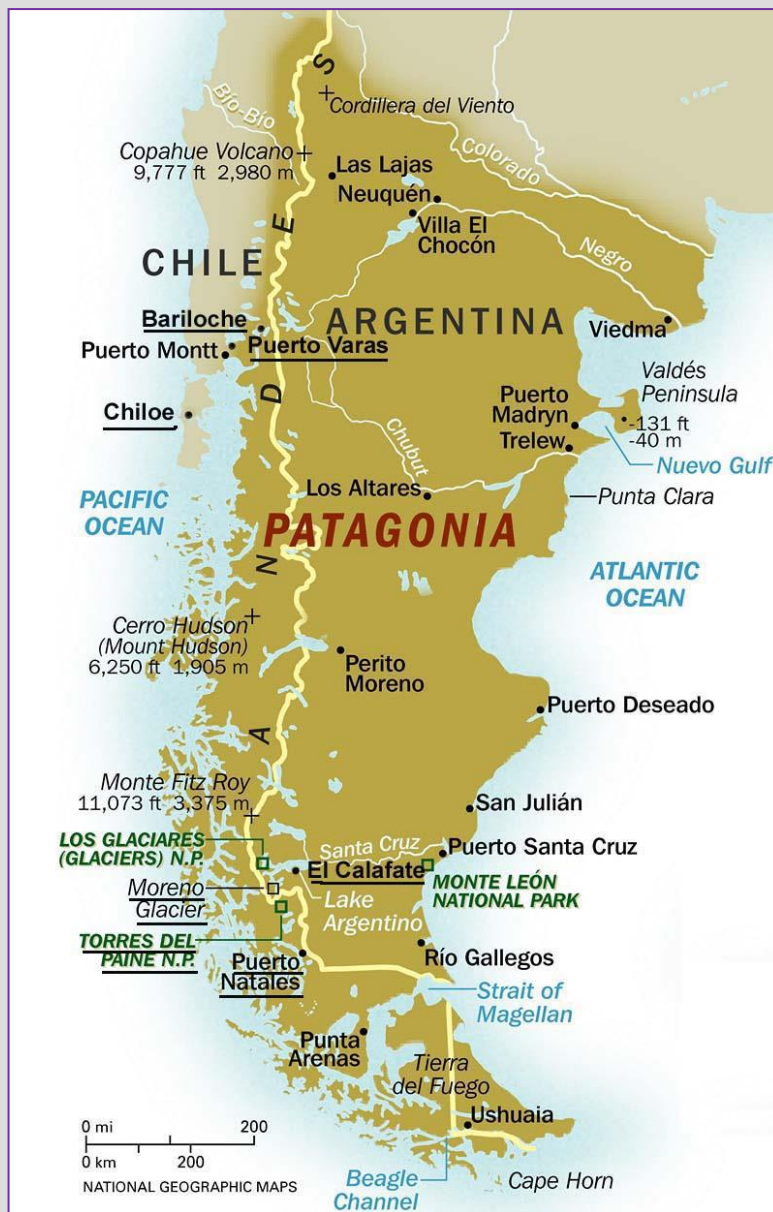 Bío-Bío
Cordillera del Viento
Copahue Volcano
9,777 ft 2,980 m
Las Lajas
Colorado
Neuquén
Villa El
Chocón
Negro
CHILE
ARGENTINA
ANDES
Bariloche
Puerto Montt
Puerto Varas
Viedma
Valdés
Peninsula
-131 ft
-40 m
Puerto
Madryn
Trelew
Nuevo Gulf
Chiloe
Chubut
Los Altares
Punta Clara
PACIFIC
OCEAN
PATAGONIA
ATLANTIC
OCEAN
Cerro Hudson
(Mount Hudson)
6,250 ft 1,905 m
Perito
Moreno
Puerto Deseado
Monte Fitz Roy
11,073 ft 3,375 m
San Julián
LOS GLACIARES
(GLACIERS) N.P.
Santa Cruz
Puerto Santa Cruz
El Calafate
MONTE LEÓN
NATIONAL PARK
Moreno
Glacier
Lake
Argentino
TORRES DEL
PAINE N.P.
Puerto
Natales
Río Gallegos
Strait of
Magellan
Punta
Arenas
Tierra
del Fuego
Ushuaia
0 mi 200
0 km 200
NATIONAL GEOGRAPHIC MAPS
Beagle
Channel
Cape Horn